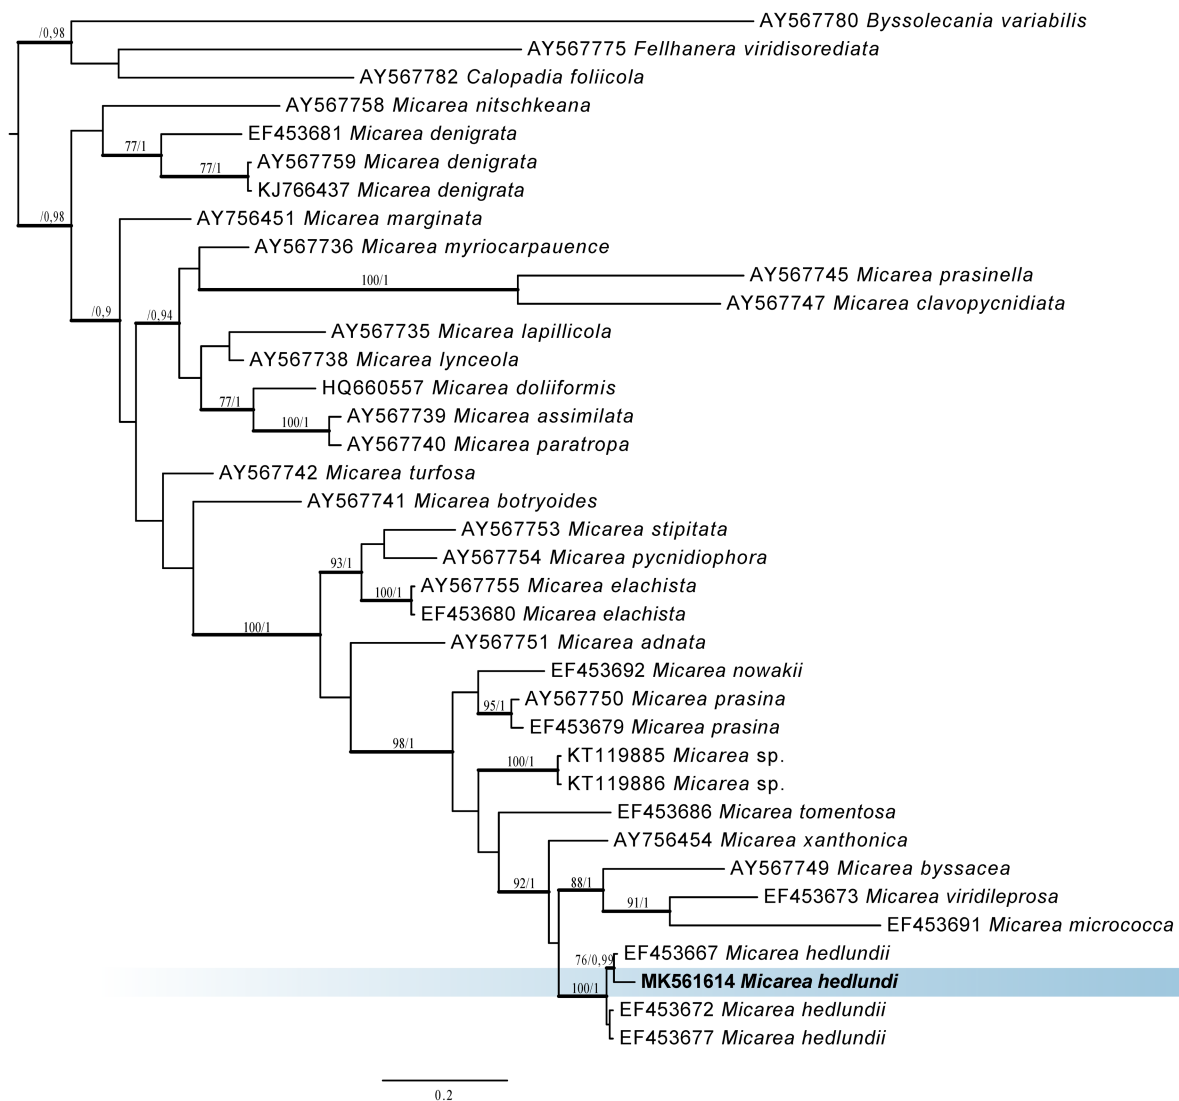 AY567780 Byssolecania variabilis
/0,98
AY567775 Fellhanera viridisorediata
AY567782 Calopadia foliicola
AY567758 Micarea nitschkeana
EF453681 Micarea denigrata
77/1
AY567759 Micarea denigrata
77/1
KJ766437 Micarea denigrata
/0,98
AY756451 Micarea marginata
AY567736 Micarea myriocarpauence
AY567745 Micarea prasinella
100/1
AY567747 Micarea clavopycnidiata
/0,9
/0,94
AY567735 Micarea lapillicola
AY567738 Micarea lynceola
HQ660557 Micarea doliiformis
77/1
AY567739 Micarea assimilata
100/1
AY567740 Micarea paratropa
AY567742 Micarea turfosa
AY567741 Micarea botryoides
AY567753 Micarea stipitata
AY567754 Micarea pycnidiophora
93/1
AY567755 Micarea elachista
100/1
EF453680 Micarea elachista
100/1
AY567751 Micarea adnata
EF453692 Micarea nowakii
AY567750 Micarea prasina
95/1
EF453679 Micarea prasina
98/1
KT119885 Micarea sp.
100/1
KT119886 Micarea sp.
EF453686 Micarea tomentosa
AY756454 Micarea xanthonica
AY567749 Micarea byssacea
92/1
88/1
EF453673 Micarea viridileprosa
91/1
EF453691 Micarea micrococca
EF453667 Micarea hedlundii
76/0,99
MK561614 Micarea hedlundi
100/1
EF453672 Micarea hedlundii
EF453677 Micarea hedlundii
0.2